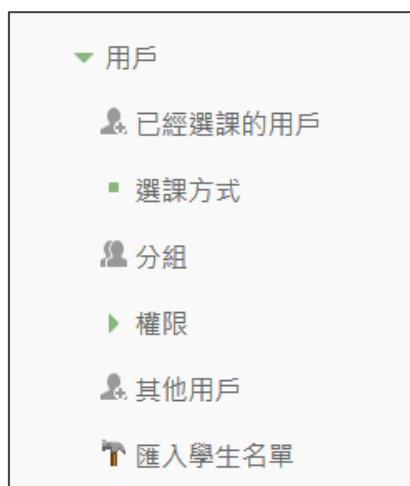 用戶
已經選課的用戶
選課方式
分組
權限
其他用戶
匯入學生名單